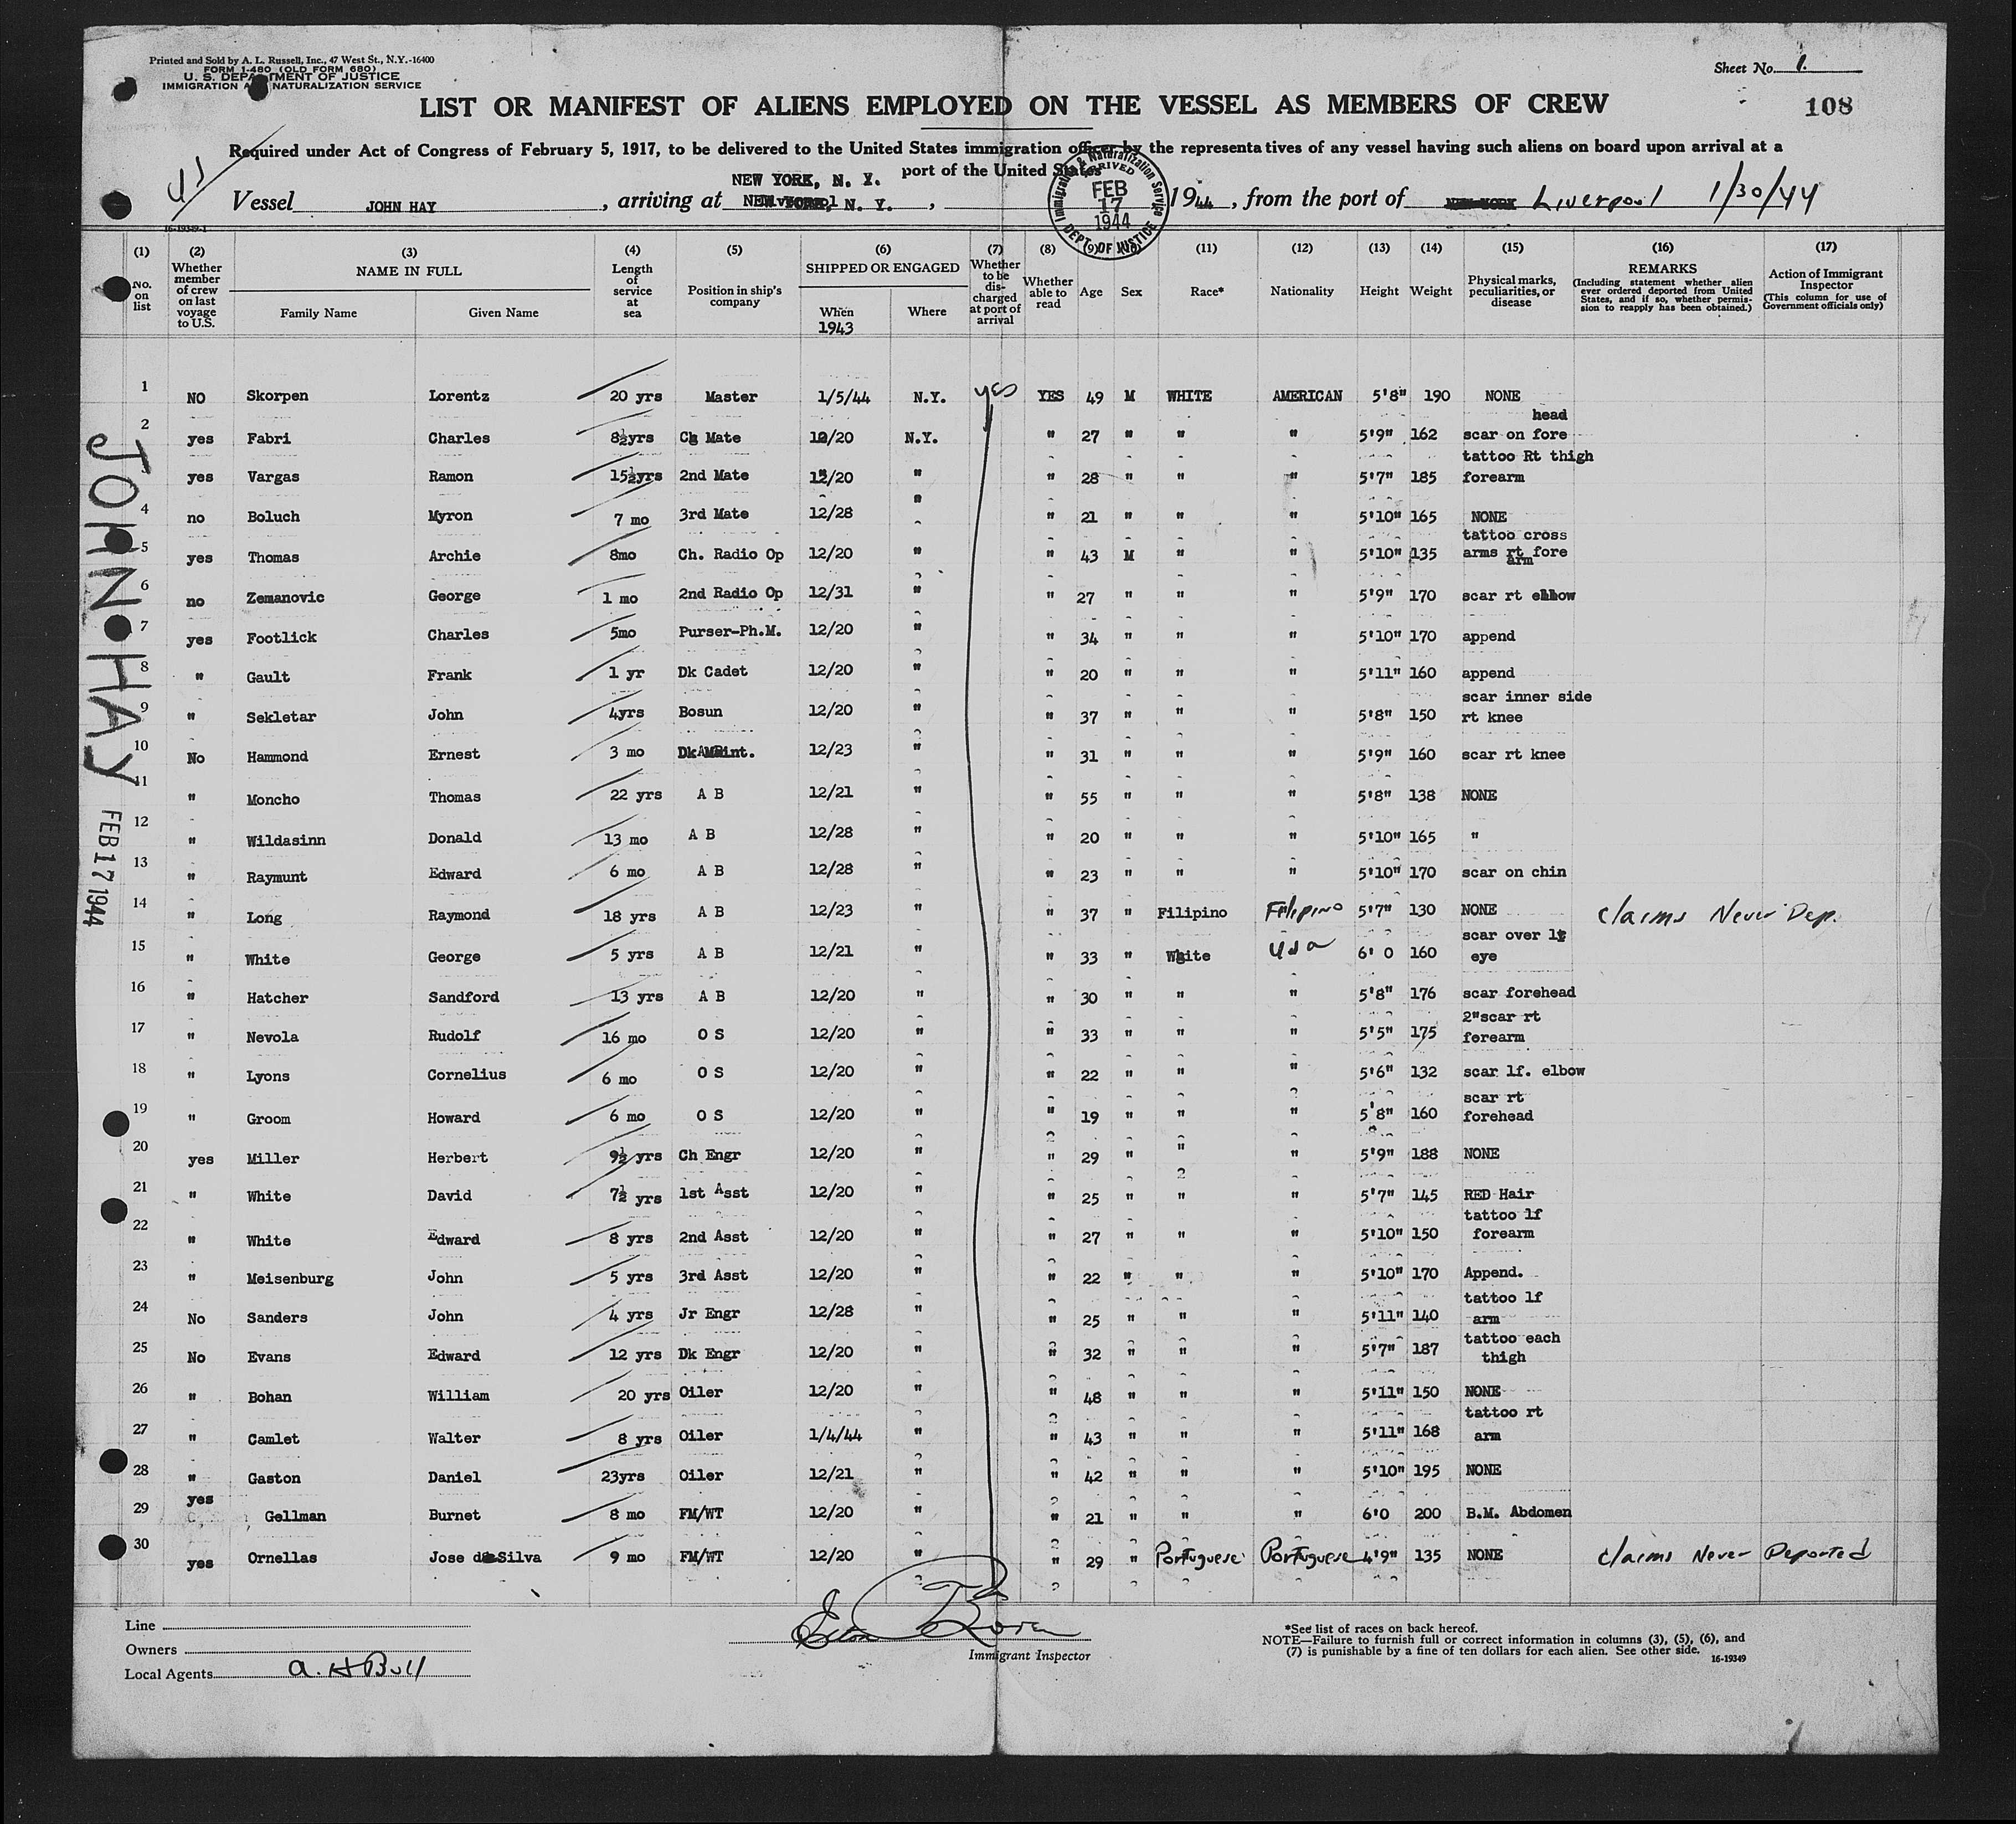 Printed and Sold by A. L. Russell, Inc., 47 West St., N.Y.-16400
FORM 1-480 (OLD FORM 680)
U. S. DEPARTMENT OF JUSTICE
IMMIGRATION AND NATURALIZATION SERVICE
Sheet No. 1.
LIST OR MANIFEST OF ALIENS EMPLOYED ON THE VESSEL AS MEMBERS OF CREW
108
Required under Act of Congress of February 5, 1917, to be delivered to the United States immigration officer by the representatives of any vessel having such aliens on board upon arrival at a
port of the United States
Immigration & Naturalization Service ARRIVED FEB 17 1944 DEPT. OF JUSTICE
NEW YORK, N. Y.
Vessel JOHN HAY, arriving at N. Y., 1944, from the port of Liverpool 1/30/44
16-19349-1
(1) (2) (3) (4) (5) (6) (7) (8) (9) (10) (11) (12) (13) (14) (15) (16) (17)
No. on list | Whether member of crew on last voyage to U.S. | NAME IN FULL Family Name Given Name | Length of service at sea | Position in ship's company | SHIPPED OR ENGAGED When 1943 Where | Whether to be discharged at port of arrival | Whether able to read | Age | Sex | Race* | Nationality | Height | Weight | Physical marks, peculiarities, or disease | REMARKS (Including statement whether alien ever ordered deported from United States, and if so, whether permission to reapply has been obtained.) | Action of Immigrant Inspector (This column for use of Government officials only)
1 NO Skorpen Lorentz 20 yrs Master 1/5/44 N.Y. yes YES 49 M WHITE AMERICAN 5'8" 190 NONE
2 yes Fabri Charles 8½yrs Ch Mate 12/20 N.Y. " 27 " " " 5'9" 162 scar on fore head
3 yes Vargas Ramon 15½yrs 2nd Mate 12/20 " " 28 " " " 5'7" 185 tattoo Rt thigh forearm
4 no Boluch Myron 7 mo 3rd Mate 12/28 " " 21 " " " 5'10" 165 NONE
5 yes Thomas Archie 8mo Ch. Radio Op 12/20 " " 43 M " " 5'10" 135 tattoo cross arms rt fore arm
6 no Zemanovic George 1 mo 2nd Radio Op 12/31 " " 27 " " " 5'9" 170 scar rt elbow
7 yes Footlick Charles 5mo Purser-Ph.M. 12/20 " " 34 " " " 5'10" 170 append
8 " Gault Frank 1 yr Dk Cadet 12/20 " " 20 " " " 5'11" 160 append
9 " Sekletar John 4yrs Bosun 12/20 " " 37 " " " 5'8" 150 scar inner side rt knee
10 No Hammond Ernest 3 mo 12/23 " " 31 " " " 5'9" 160 scar rt knee
11 " Moncho Thomas 22 yrs A B 12/21 " " 55 " " " 5'8" 138 NONE
12 " Wildasinn Donald 13 mo A B 12/28 " " 20 " " " 5'10" 165 "
13 " Raymunt Edward 6 mo A B 12/28 " " 23 " " " 5'10" 170 scar on chin
14 " Long Raymond 18 yrs A B 12/23 " " 37 " Filipino Filipino 5'7" 130 NONE Claims Never Dep.
15 " White George 5 yrs A B 12/21 " " 33 " White USA 6' 0 160 scar over lf eye
16 " Hatcher Sandford 13 yrs A B 12/20 " " 30 " " " 5'8" 176 scar forehead
17 " Nevola Rudolf 16 mo O S 12/20 " " 33 " " " 5'5" 175 2"scar rt forearm
18 " Lyons Cornelius 6 mo O S 12/20 " " 22 " " " 5'6" 132 scar lf. elbow
19 " Groom Howard 6 mo O S 12/20 " " 19 " " " 5'8" 160 scar rt forehead
20 yes Miller Herbert 9½ yrs Ch Engr 12/20 " " 29 " " " 5'9" 188 NONE
21 " White David 7½ yrs 1st Asst 12/20 " " 25 " " " 5'7" 145 RED Hair
22 " White Edward 8 yrs 2nd Asst 12/20 " " 27 " " " 5'10" 150 tattoo lf forearm
23 " Meisenburg John 5 yrs 3rd Asst 12/20 " " 22 " " " 5'10" 170 Append.
24 No Sanders John 4 yrs Jr Engr 12/28 " " 25 " " " 5'11" 140 tattoo lf arm
25 No Evans Edward 12 yrs Dk Engr 12/20 " " 32 " " " 5'7" 187 tattoo each thigh
26 " Bohan William 20 yrs Oiler 12/20 " " 48 " " " 5'11" 150 NONE
27 " Camlet Walter 8 yrs Oiler 1/4/44 " " 43 " " " 5'11" 168 tattoo rt arm
28 " Gaston Daniel 23yrs Oiler 12/21 " " 42 " " " 5'10" 195 NONE
29 yes Gellman Burnet 8 mo FM/WT 12/20 " " 21 " " " 6'0 200 B.M. Abdomen
30 yes Ornellas Jose daSilva 9 mo FM/WT 12/20 " " 29 " Portuguese Portuguese 4'9" 135 NONE Claims Never Deported
JOHN HAY FEB 17 1944
Line
Owners
Local Agents A. H Bull
Immigrant Inspector
*See list of races on back hereof.
NOTE—Failure to furnish full or correct information in columns (3), (5), (6), and
(7) is punishable by a fine of ten dollars for each alien. See other side.
16-19349